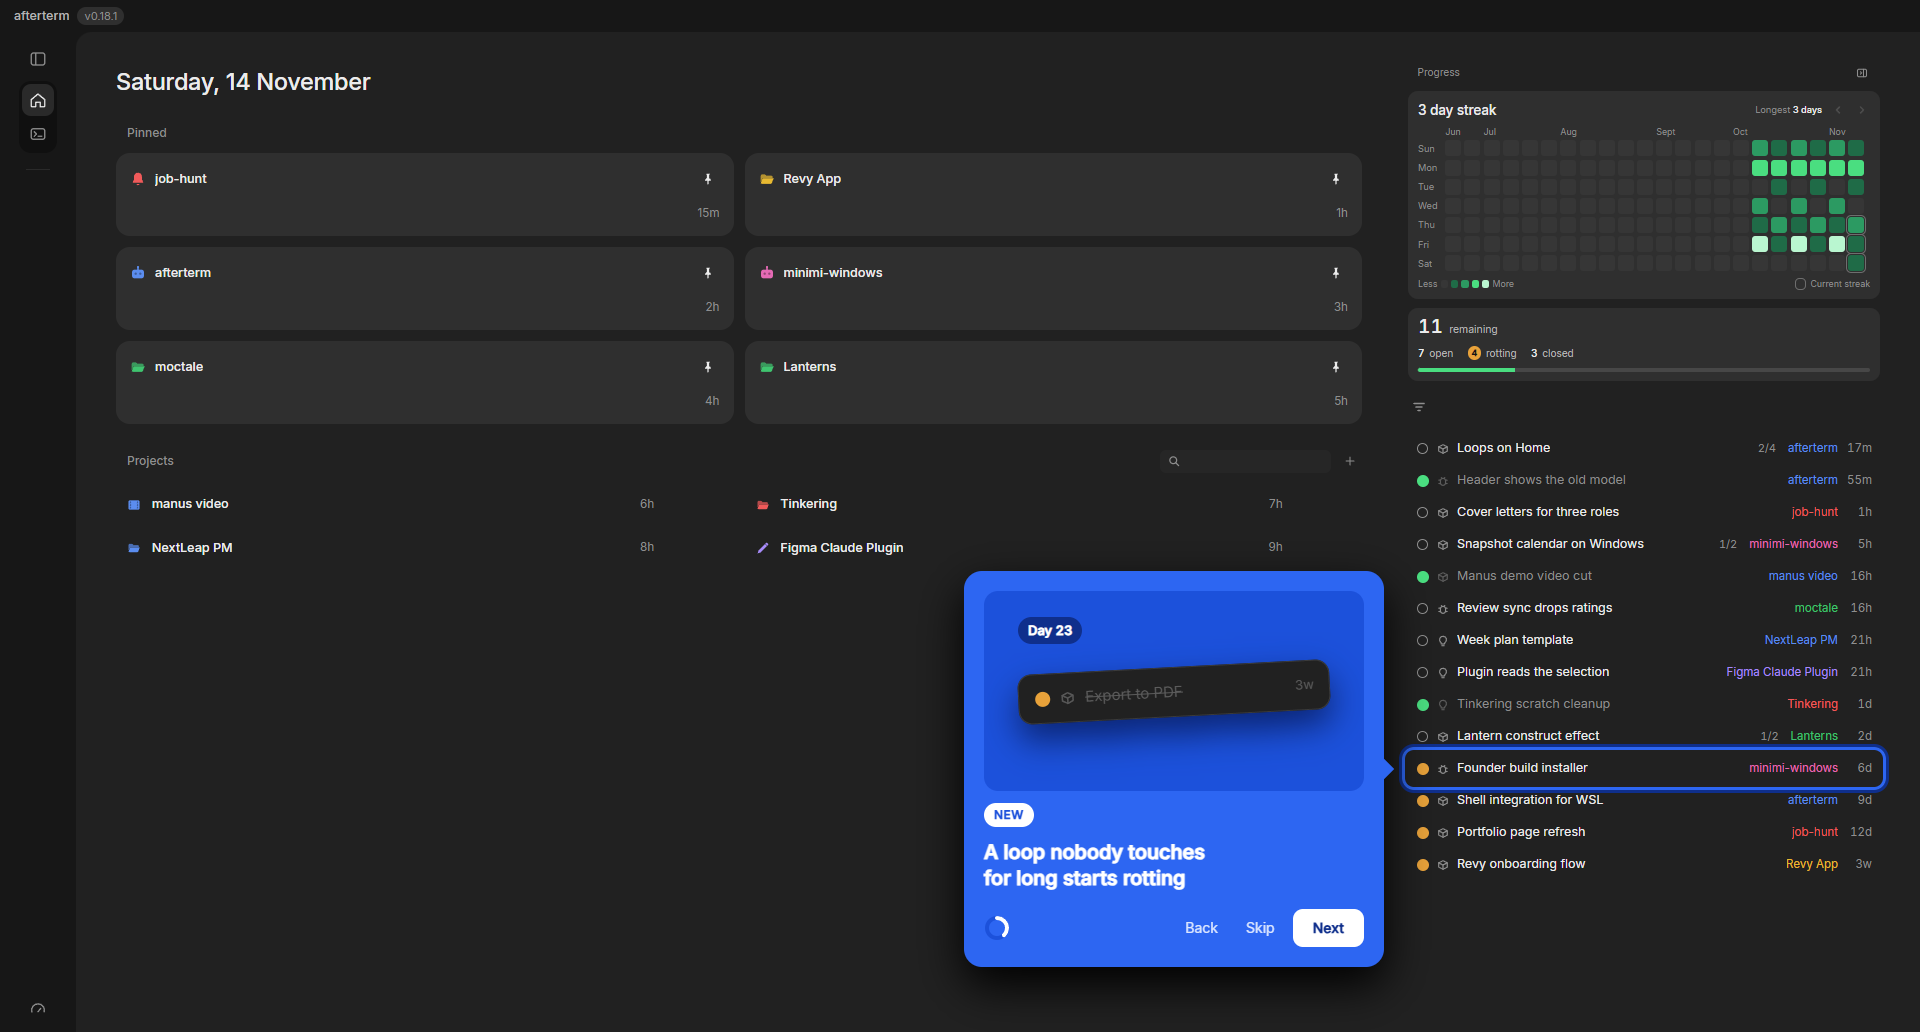 afterterm v0.18.1
Saturday, 14 November
Pinned
job-hunt
15m
Revy App
1h
afterterm
2h
minimi-windows
3h
moctale
4h
Lanterns
5h
Projects
manus video 6h
Tinkering 7h
NextLeap PM 8h
Figma Claude Plugin 9h
Day 23
Export to PDF 3w
NEW
A loop nobody touches
for long starts rotting
Back Skip Next
Progress
3 day streak Longest 3 days
Jun Jul Aug Sept Oct Nov
Sun
Mon
Tue
Wed
Thu
Fri
Sat
Less More Current streak
11 remaining
7 open 4 rotting 3 closed
Loops on Home 2/4 afterterm 17m
Header shows the old model afterterm 55m
Cover letters for three roles job-hunt 1h
Snapshot calendar on Windows 1/2 minimi-windows 5h
Manus demo video cut manus video 16h
Review sync drops ratings moctale 16h
Week plan template NextLeap PM 21h
Plugin reads the selection Figma Claude Plugin 21h
Tinkering scratch cleanup Tinkering 1d
Lantern construct effect 1/2 Lanterns 2d
Founder build installer minimi-windows 6d
Shell integration for WSL afterterm 9d
Portfolio page refresh job-hunt 12d
Revy onboarding flow Revy App 3w